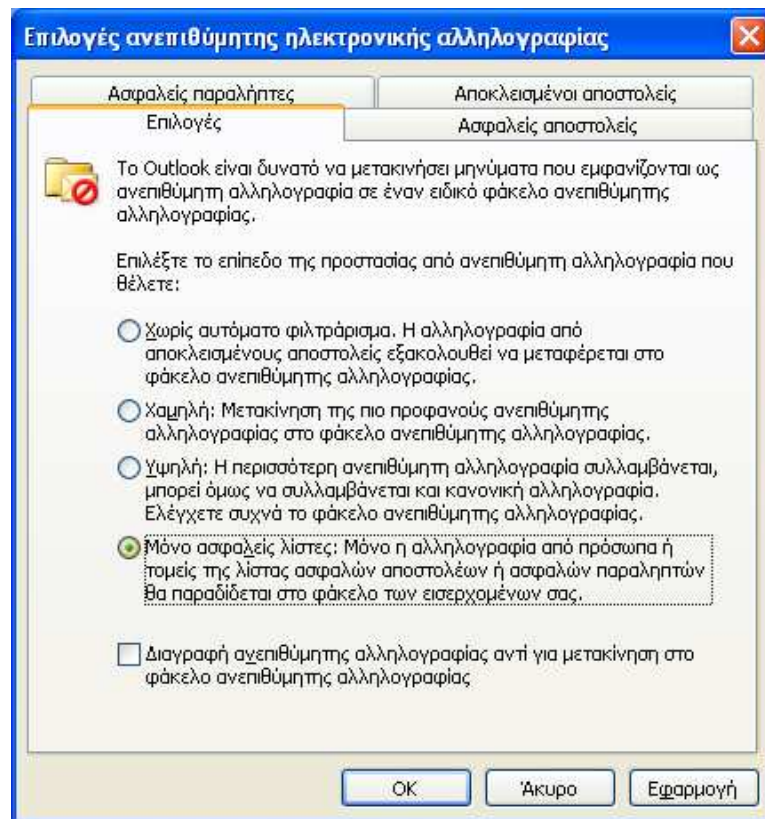 Επιλογές ανεπιθύμητης ηλεκτρονικής αλληλογραφίας
Ασφαλείς παραλήπτες
Αποκλεισμένοι αποστολείς
Επιλογές
Ασφαλείς αποστολείς
Το Outlook είναι δυνατό να μετακινήσει μηνύματα που εμφανίζονται ως
ανεπιθύμητη αλληλογραφία σε έναν ειδικό φάκελο ανεπιθύμητης
αλληλογραφίας.
Επιλέξτε το επίπεδο της προστασίας από ανεπιθύμητη αλληλογραφία που
θέλετε:
Χωρίς αυτόματο φιλτράρισμα. Η αλληλογραφία από
αποκλεισμένους αποστολείς εξακολουθεί να μεταφέρεται στο
φάκελο ανεπιθύμητης αλληλογραφίας.
Χαμηλή: Μετακίνηση της πιο προφανούς ανεπιθύμητης
αλληλογραφίας στο φάκελο ανεπιθύμητης αλληλογραφίας.
Υψηλή: Η περισσότερη ανεπιθύμητη αλληλογραφία συλλαμβάνεται,
μπορεί όμως να συλλαμβάνεται και κανονική αλληλογραφία.
Ελέγχετε συχνά το φάκελο ανεπιθύμητης αλληλογραφίας.
Μόνο ασφαλείς λίστες: Μόνο η αλληλογραφία από πρόσωπα ή
τομείς της λίστας ασφαλών αποστολέων ή ασφαλών παραληπτών
θα παραδίδεται στο φάκελο των εισερχομένων σας.
Διαγραφή ανεπιθύμητης αλληλογραφίας αντί για μετακίνηση στο
φάκελο ανεπιθύμητης αλληλογραφίας
OK
Άκυρο
Εφαρμογή